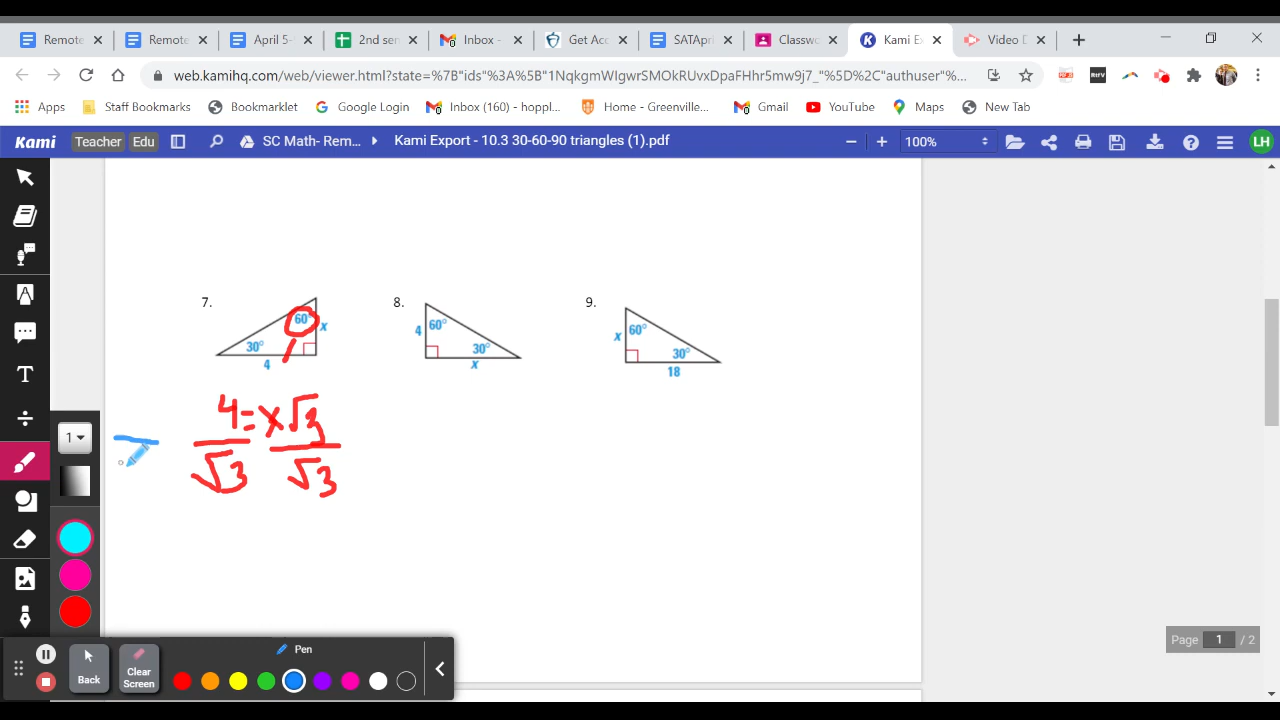 Remote Remote April 5- 2nd sen Inbox - Get Acc SATApri Classwo Kami Ex Video D
web.kamihq.com/web/viewer.html?state=%7B"ids"%3A%5B"1NqkgmWIgwrSMOkRUvxDpaFHhr5mw9j7_"%5D%2C"authuser"%...
Apps Staff Bookmarks Bookmarklet Google Login Inbox (160) - hoppl... Home - Greenville... Gmail YouTube Maps New Tab
Kami Teacher Edu SC Math- Rem... Kami Export - 10.3 30-60-90 triangles (1).pdf 100% LH
7. 8. 9.
60° x 4 60° x 60°
30° 30° 30°
4 x 18
4=x√3
√3 √3
1
Page 1 / 2
Pen
Back Clear Screen